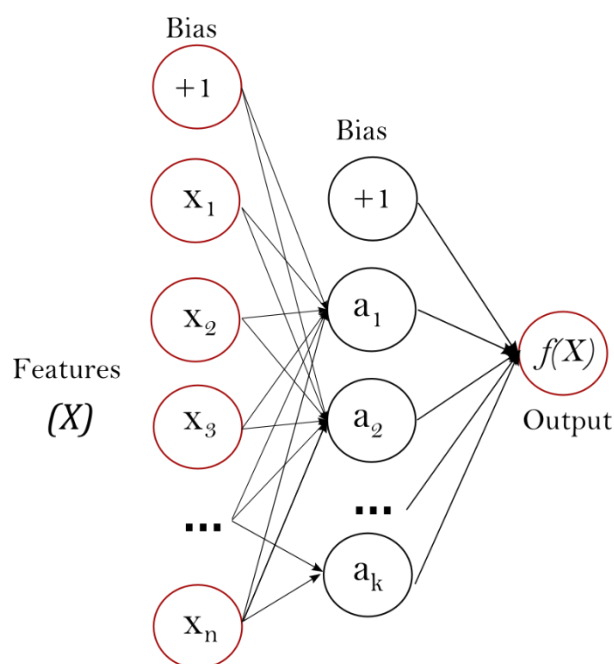 Bias
+1
x1
x2
x3
...
xn
Features
(X)
Bias
+1
a1
a2
...
ak
f(X)
Output